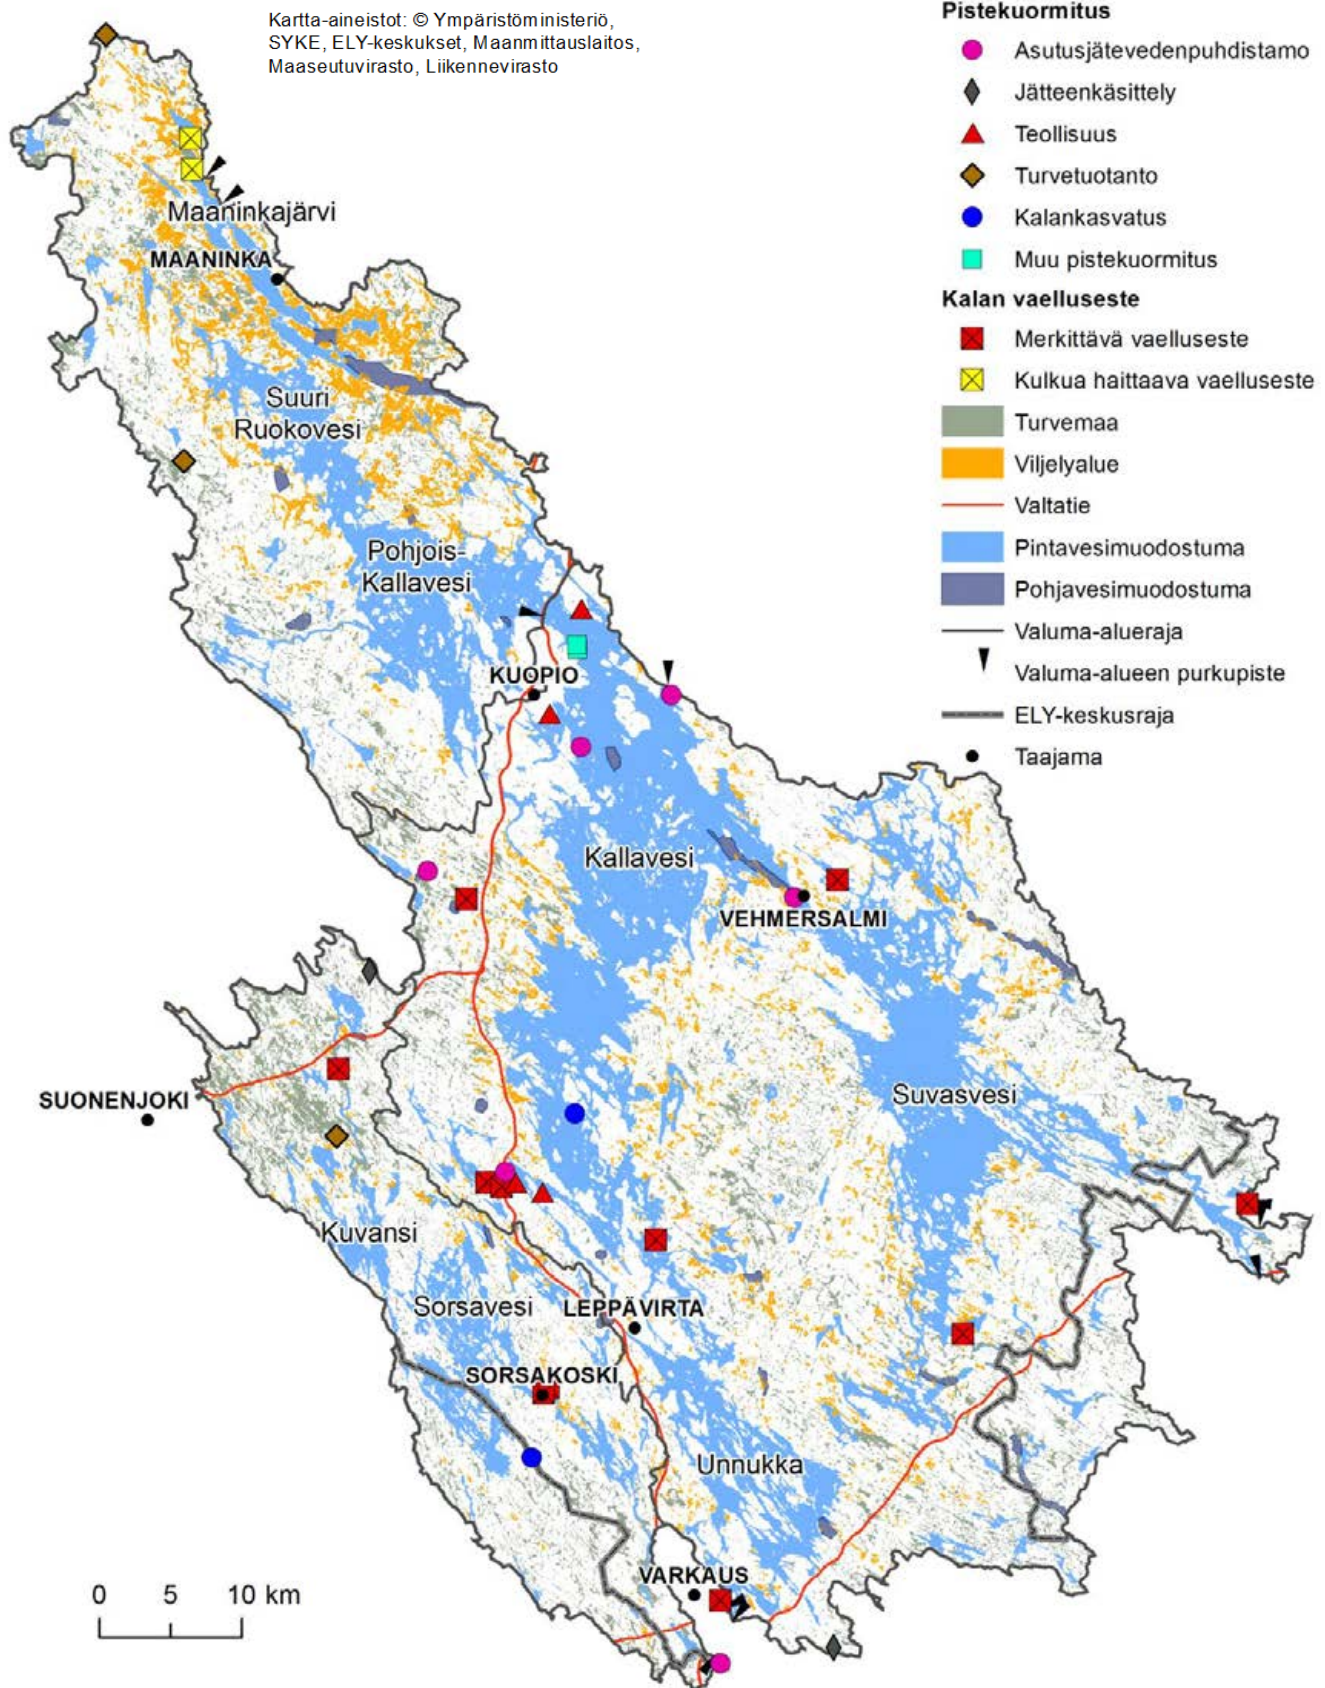 Kartta-aineistot: © Ympäristöministeriö,
SYKE, ELY-keskukset, Maanmittauslaitos,
Maaseutuvirasto, Liikennevirasto
Pistekuormitus
Asutusjätevedenpuhdistamo
Jätteenkäsittely
Teollisuus
Turvetuotanto
Kalankasvatus
Muu pistekuormitus
Kalan vaelluseste
Merkittävä vaelluseste
Kulkua haittaava vaelluseste
Turvemaa
Viljelyalue
Valtatie
Pintavesimuodostuma
Pohjavesimuodostuma
Valuma-alueraja
Valuma-alueen purkupiste
ELY-keskusraja
Taajama
Maaninkajärvi
MAANINKA
Suuri
Ruokovesi
Pohjois-
Kallavesi
KUOPIO
Kallavesi
VEHMERSALMI
Suvasvesi
SUONENJOKI
Kuvansi
Sorsavesi
LEPPÄVIRTA
SORSAKOSKI
Unnukka
VARKAUS
0 5 10 km